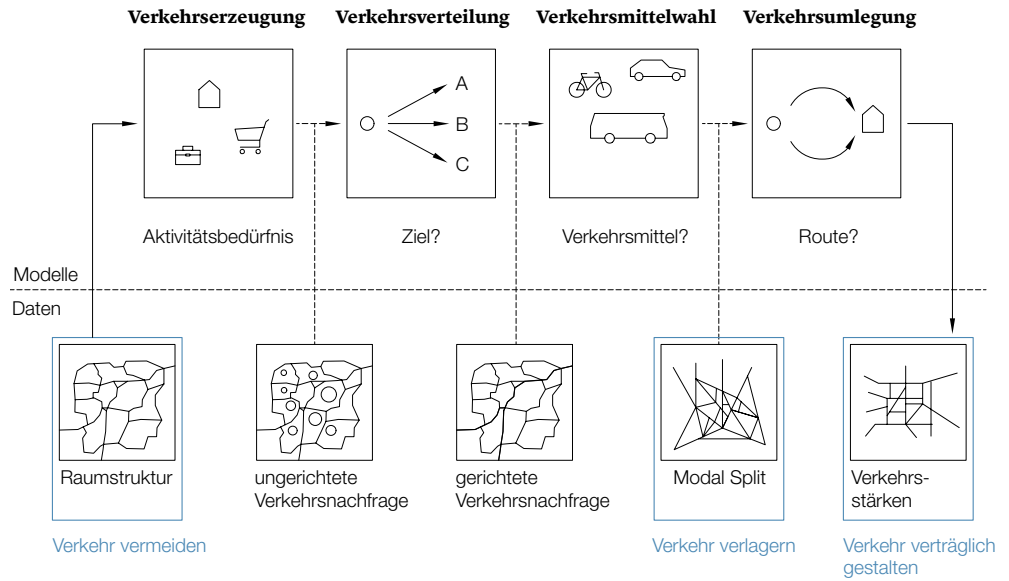 Verkehrserzeugung
Verkehrsverteilung
Verkehrsmittelwahl
Verkehrsumlegung
A
B
C
Aktivitätsbedürfnis
Ziel?
Verkehrsmittel?
Route?
Modelle
Daten
Raumstruktur
ungerichtete
Verkehrsnachfrage
gerichtete
Verkehrsnachfrage
Modal Split
Verkehrs-
stärken
Verkehr vermeiden
Verkehr verlagern
Verkehr verträglich
gestalten